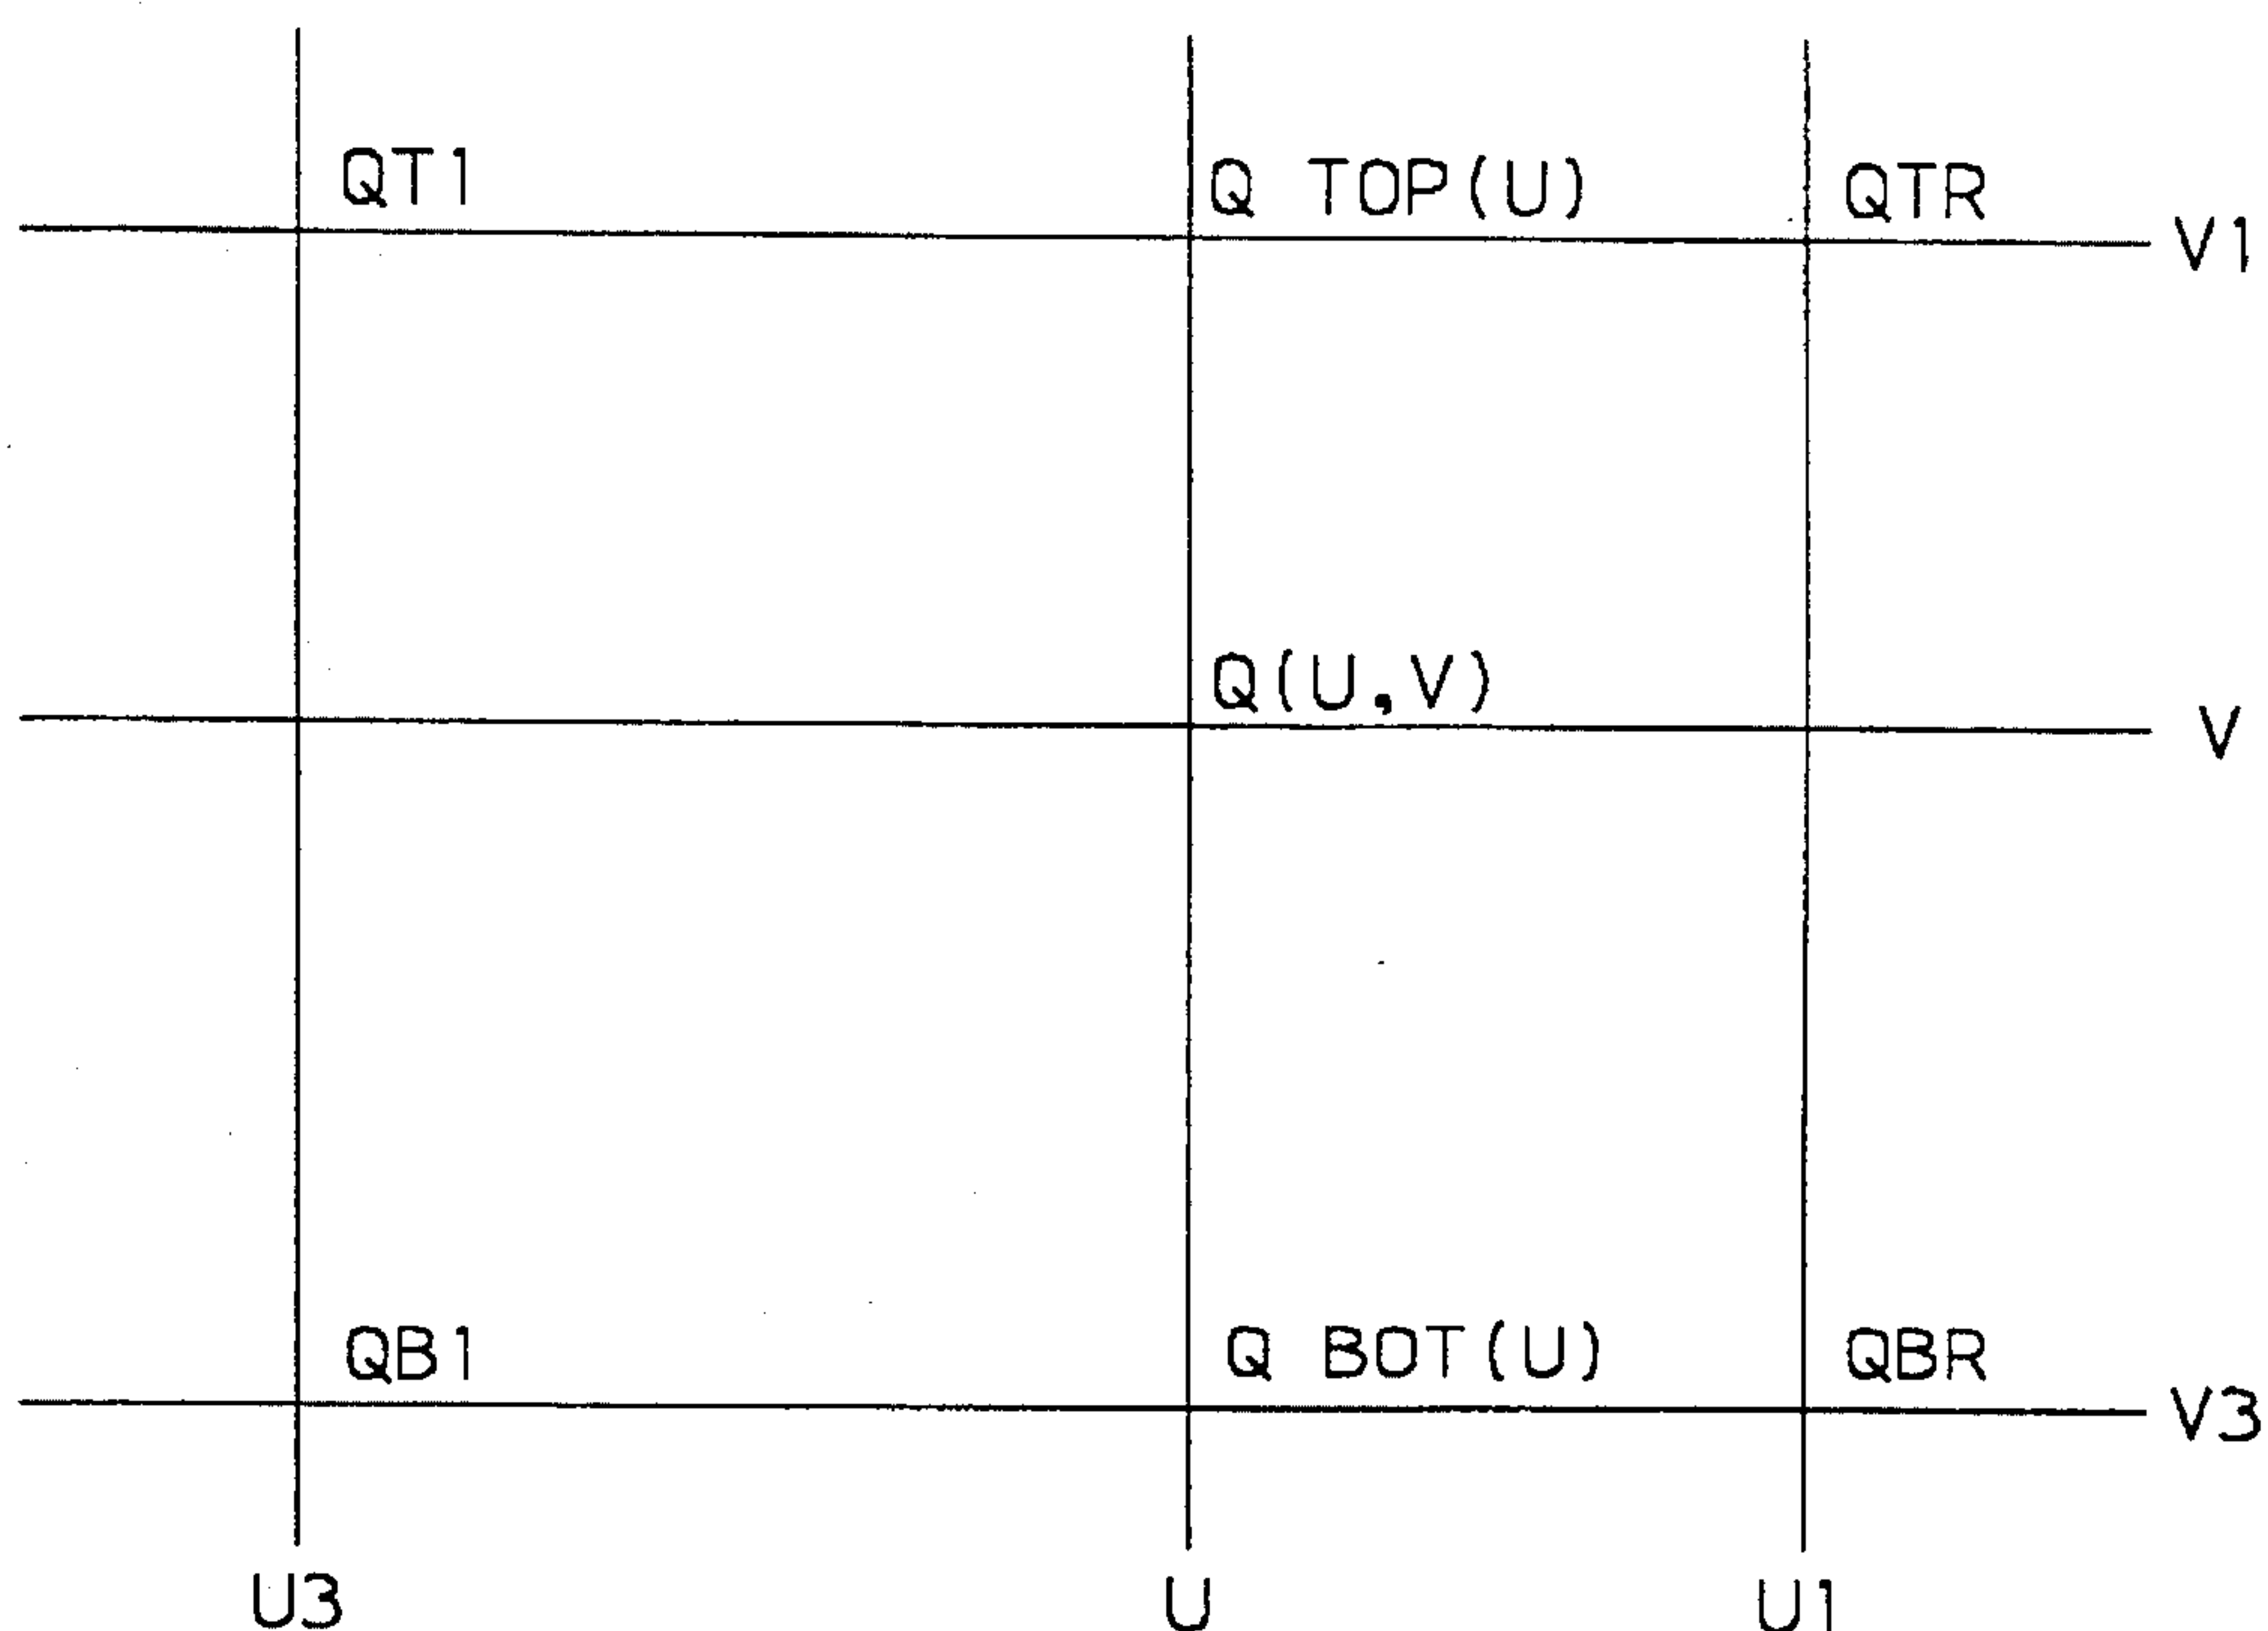 QT1 Q TOP(U) QTR
V1
Q(U,V)
V
QB1 Q BOT(U) QBR
V3
U3 U U1